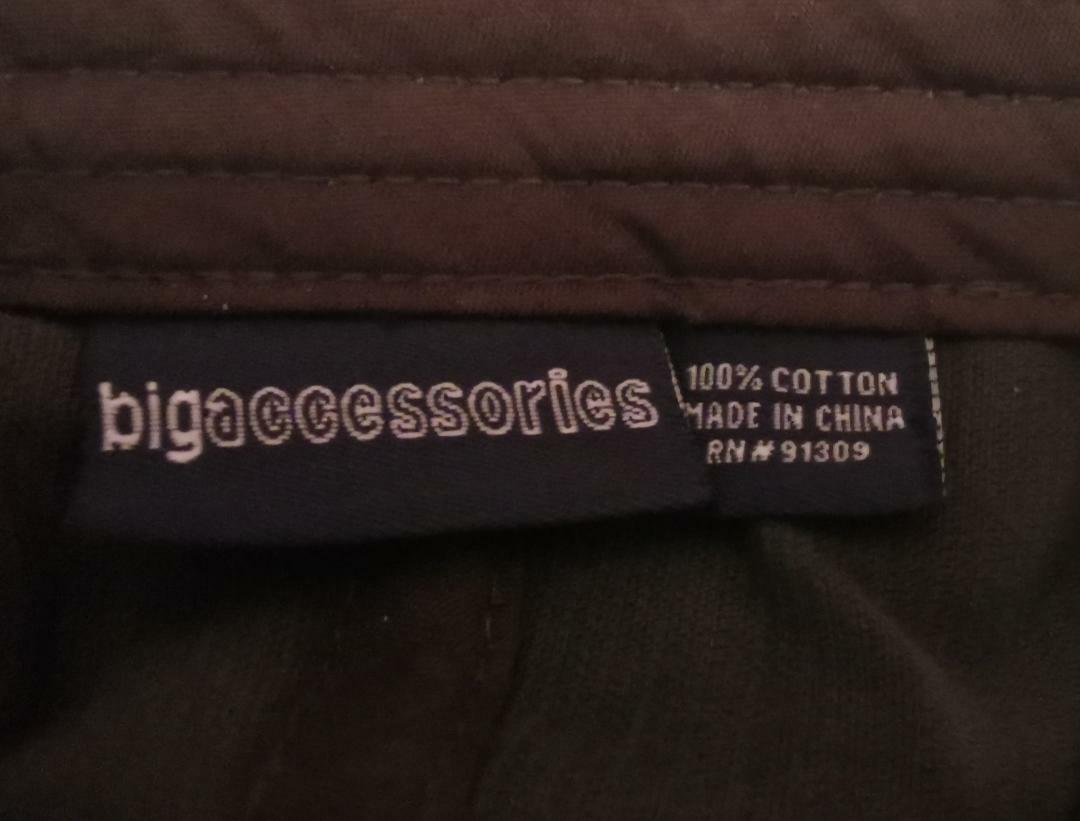 bigaccessories
100% COTTON
MADE IN CHINA
RN # 91309